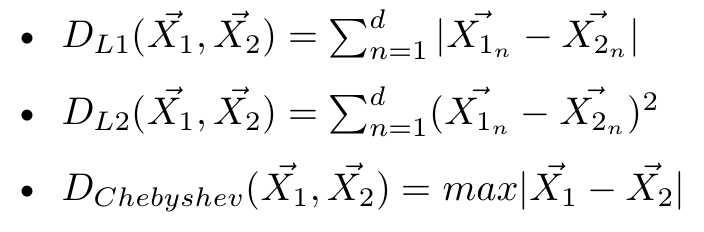 • $D_{L1}(\vec{X_1}, \vec{X_2}) = \sum_{n=1}^{d} |\vec{X_{1_n}} - \vec{X_{2_n}}|$
• $D_{L2}(\vec{X_1}, \vec{X_2}) = \sum_{n=1}^{d} (\vec{X_{1_n}} - \vec{X_{2_n}})^2$
• $D_{Chebyshev}(\vec{X_1}, \vec{X_2}) = max|\vec{X_1} - \vec{X_2}|$